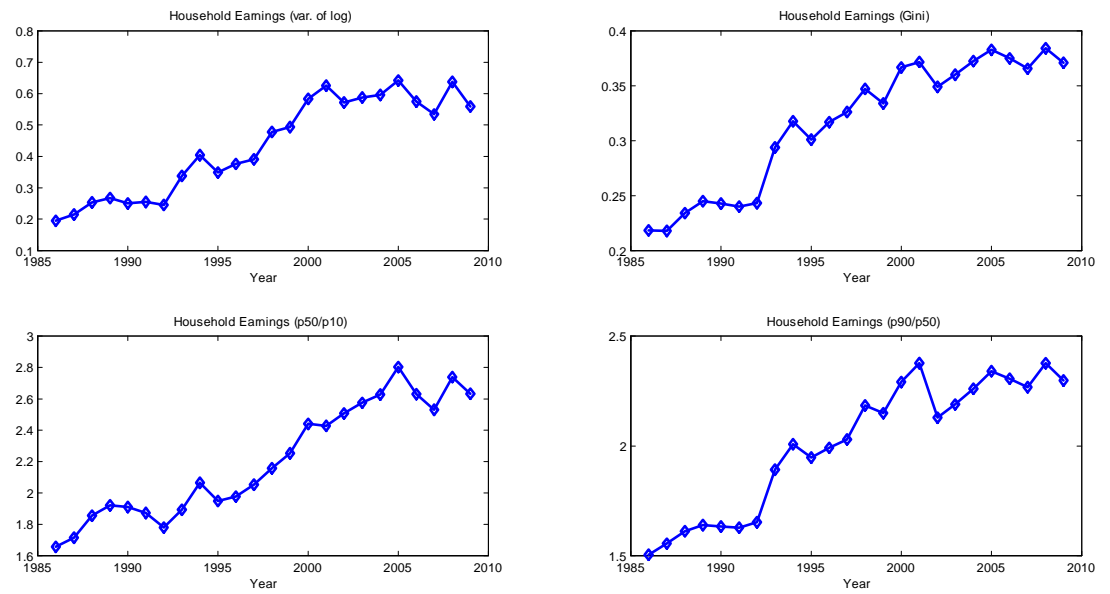 Household Earnings (var. of log)
0.8
0.7
0.6
0.5
0.4
0.3
0.2
0.1
1985 1990 1995 2000 2005 2010
Year
Household Earnings (Gini)
0.4
0.35
0.3
0.25
0.2
1985 1990 1995 2000 2005 2010
Year
Household Earnings (p50/p10)
3
2.8
2.6
2.4
2.2
2
1.8
1.6
1985 1990 1995 2000 2005 2010
Year
Household Earnings (p90/p50)
2.5
2
1.5
1985 1990 1995 2000 2005 2010
Year